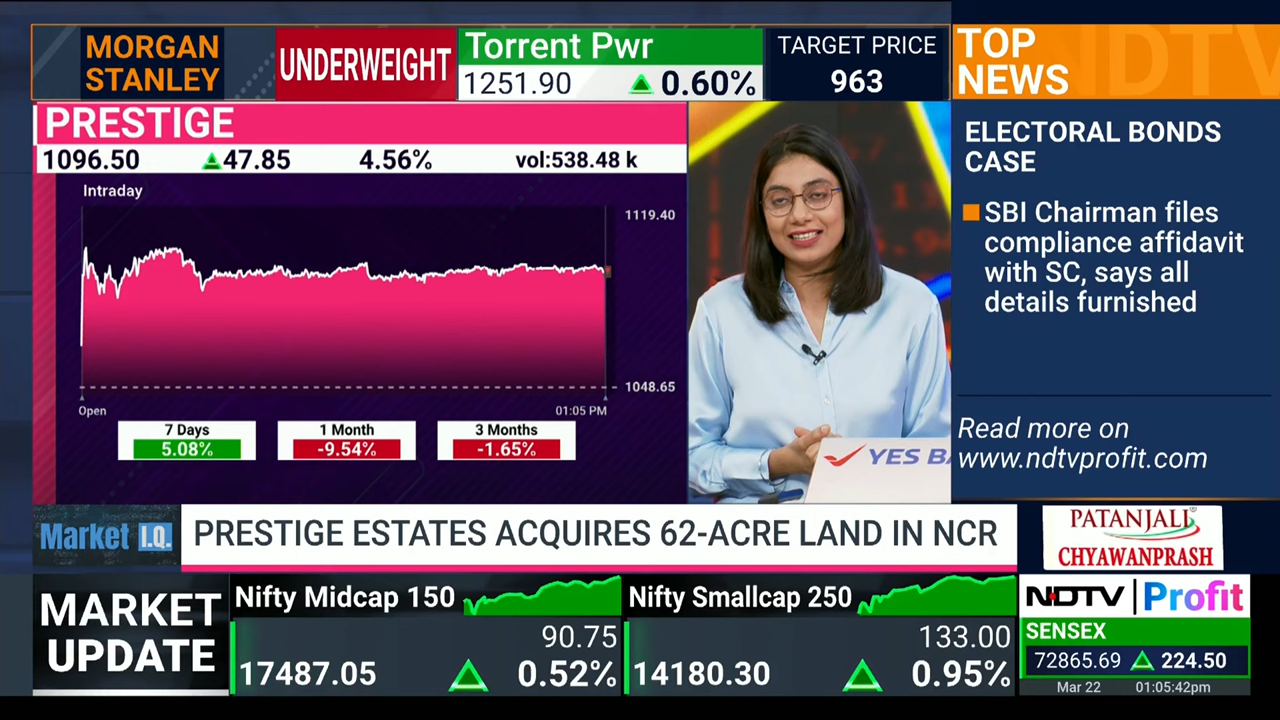 MORGAN
STANLEY
UNDERWEIGHT
Torrent Pwr
1251.90 ▲ 0.60%
TARGET PRICE
963
TOP
NEWS
NDTV
PRESTIGE
1096.50 ▲47.85 4.56% vol:538.48 k
Intraday
1119.40
1048.65
Open 01:05 PM
7 Days
5.08%
1 Month
-9.54%
3 Months
-1.65%
YES BA
ELECTORAL BONDS
CASE
SBI Chairman files
compliance affidavit
with SC, says all
details furnished
Read more on
www.ndtvprofit.com
Market I.Q.
PRESTIGE ESTATES ACQUIRES 62-ACRE LAND IN NCR
PATANJALI®
CHYAWANPRASH
MARKET
UPDATE
Nifty Midcap 150
90.75
17487.05 ▲ 0.52%
Nifty Smallcap 250
133.00
14180.30 ▲ 0.95%
NDTV | Profit
SENSEX
72865.69 ▲ 224.50
Mar 22 01:05:42pm